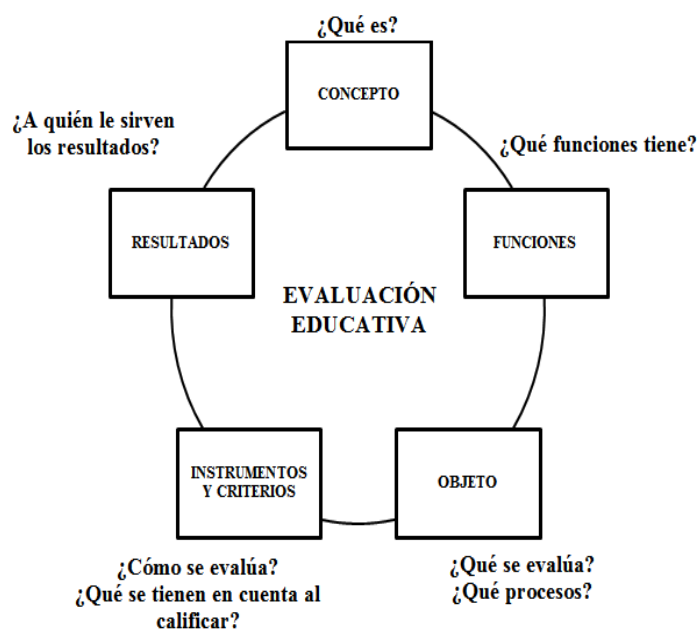 ¿Qué es?
CONCEPTO
¿A quién le sirven
los resultados?
¿Qué funciones tiene?
RESULTADOS
FUNCIONES
EVALUACIÓN
EDUCATIVA
INSTRUMENTOS
Y CRITERIOS
OBJETO
¿Cómo se evalúa?
¿Qué se tienen en cuenta al
calificar?
¿Qué se evalúa?
¿Qué procesos?